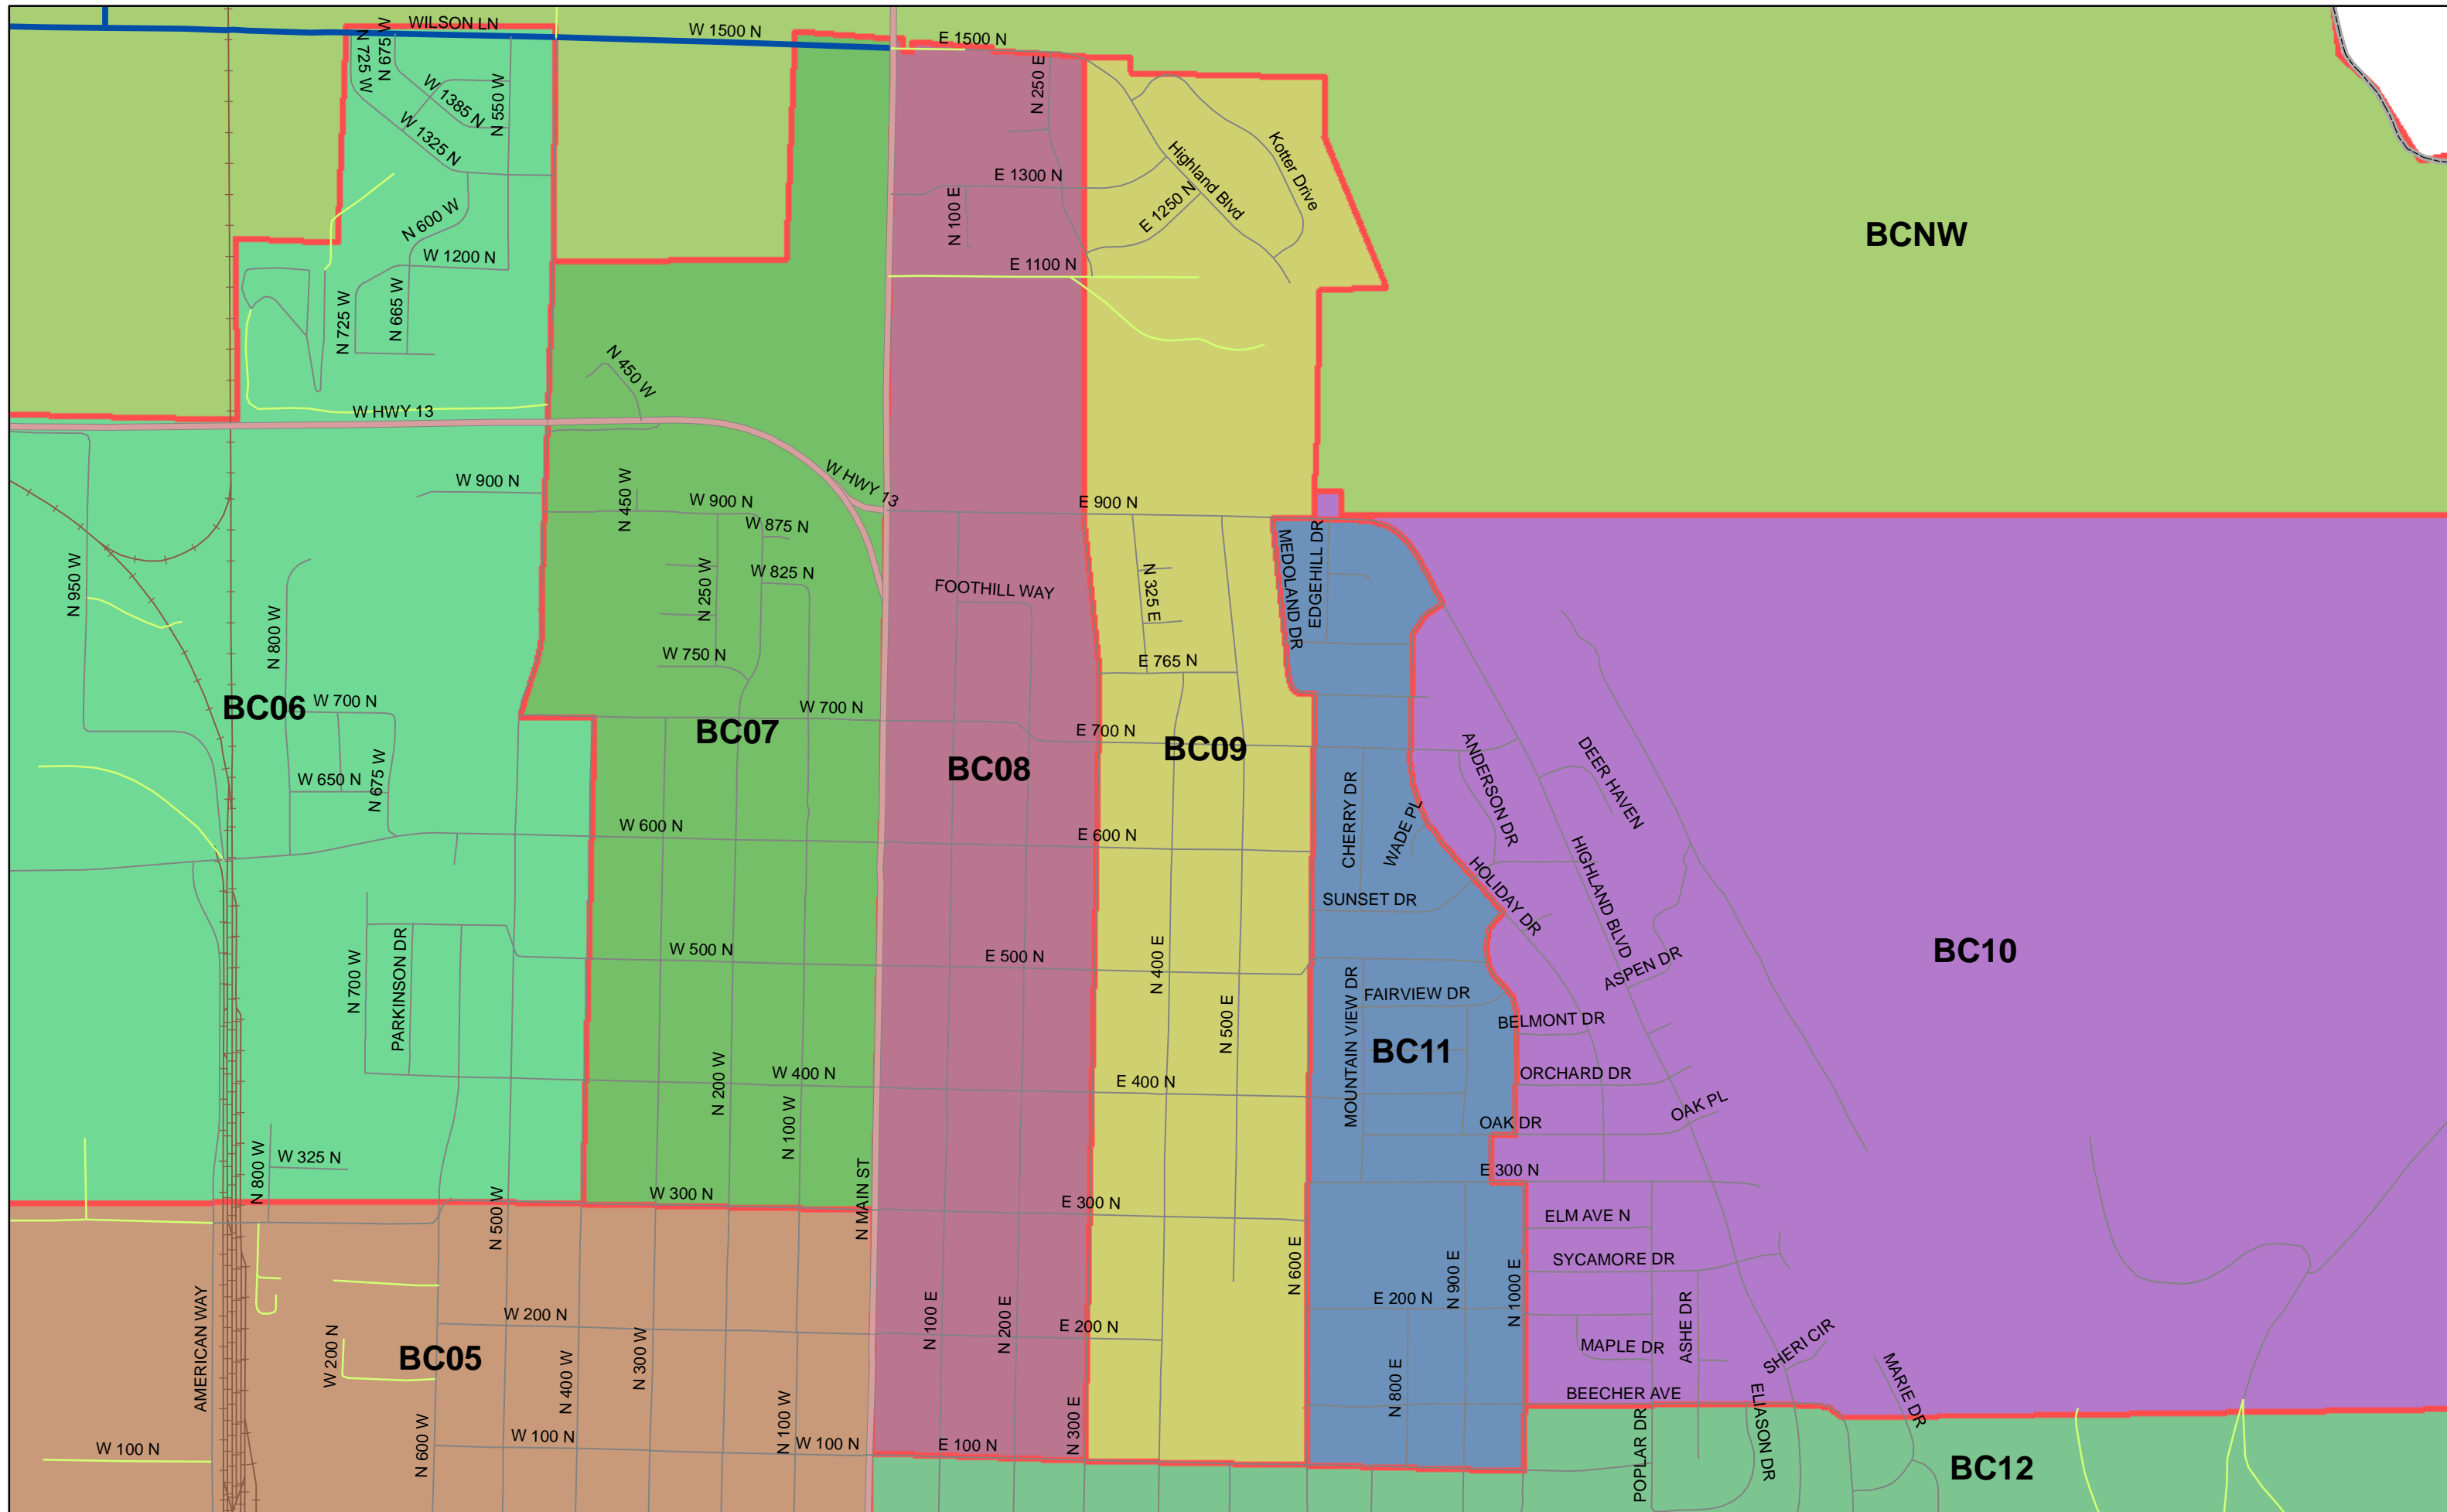 WILSON LN
W 1500 N
E 1500 N
N 725 W
N 675 W
W 1385 N
N 550 W
W 1325 N
N 250 E
Highland Blvd
Kotter Drive
E 1300 N
E 1250 N
N 100 E
N 600 W
W 1200 N
E 1100 N
BCNW
N 725 W
N 665 W
N 450 W
W HWY 13
W HWY 13
W 900 N
N 450 W
W 900 N
E 900 N
W 875 N
N 950 W
N 250 W
W 825 N
FOOTHILL WAY
N 325 E
MEDOLAND DR
EDGEHILL DR
N 800 W
W 750 N
E 765 N
BC06
W 700 N
BC07
W 700 N
E 700 N
BC08
BC09
W 650 N
N 675 W
CHERRY DR
WADE PL
ANDERSON DR
DEER HAVEN
W 600 N
E 600 N
HOLIDAY DR
HIGHLAND BLVD
SUNSET DR
BC10
W 500 N
E 500 N
N 400 E
ASPEN DR
N 700 W
PARKINSON DR
FAIRVIEW DR
N 500 E
MOUNTAIN VIEW DR
BELMONT DR
BC11
N 200 W
W 400 N
E 400 N
ORCHARD DR
N 100 W
OAK DR
OAK PL
N 800 W
W 325 N
N MAIN ST
E 300 N
N 500 W
W 300 N
E 300 N
ELM AVE N
N 600 E
N 900 E
N 1000 E
SYCAMORE DR
AMERICAN WAY
W 200 N
W 200 N
BC05
N 400 W
N 300 W
N 100 E
N 200 E
E 200 N
E 200 N
N 800 E
MAPLE DR
ASHE DR
SHERI CIR
MARIE DR
BEECHER AVE
W 100 N
N 600 W
W 100 N
N 100 W
W 100 N
E 100 N
N 300 E
POPLAR DR
ELIASON DR
BC12